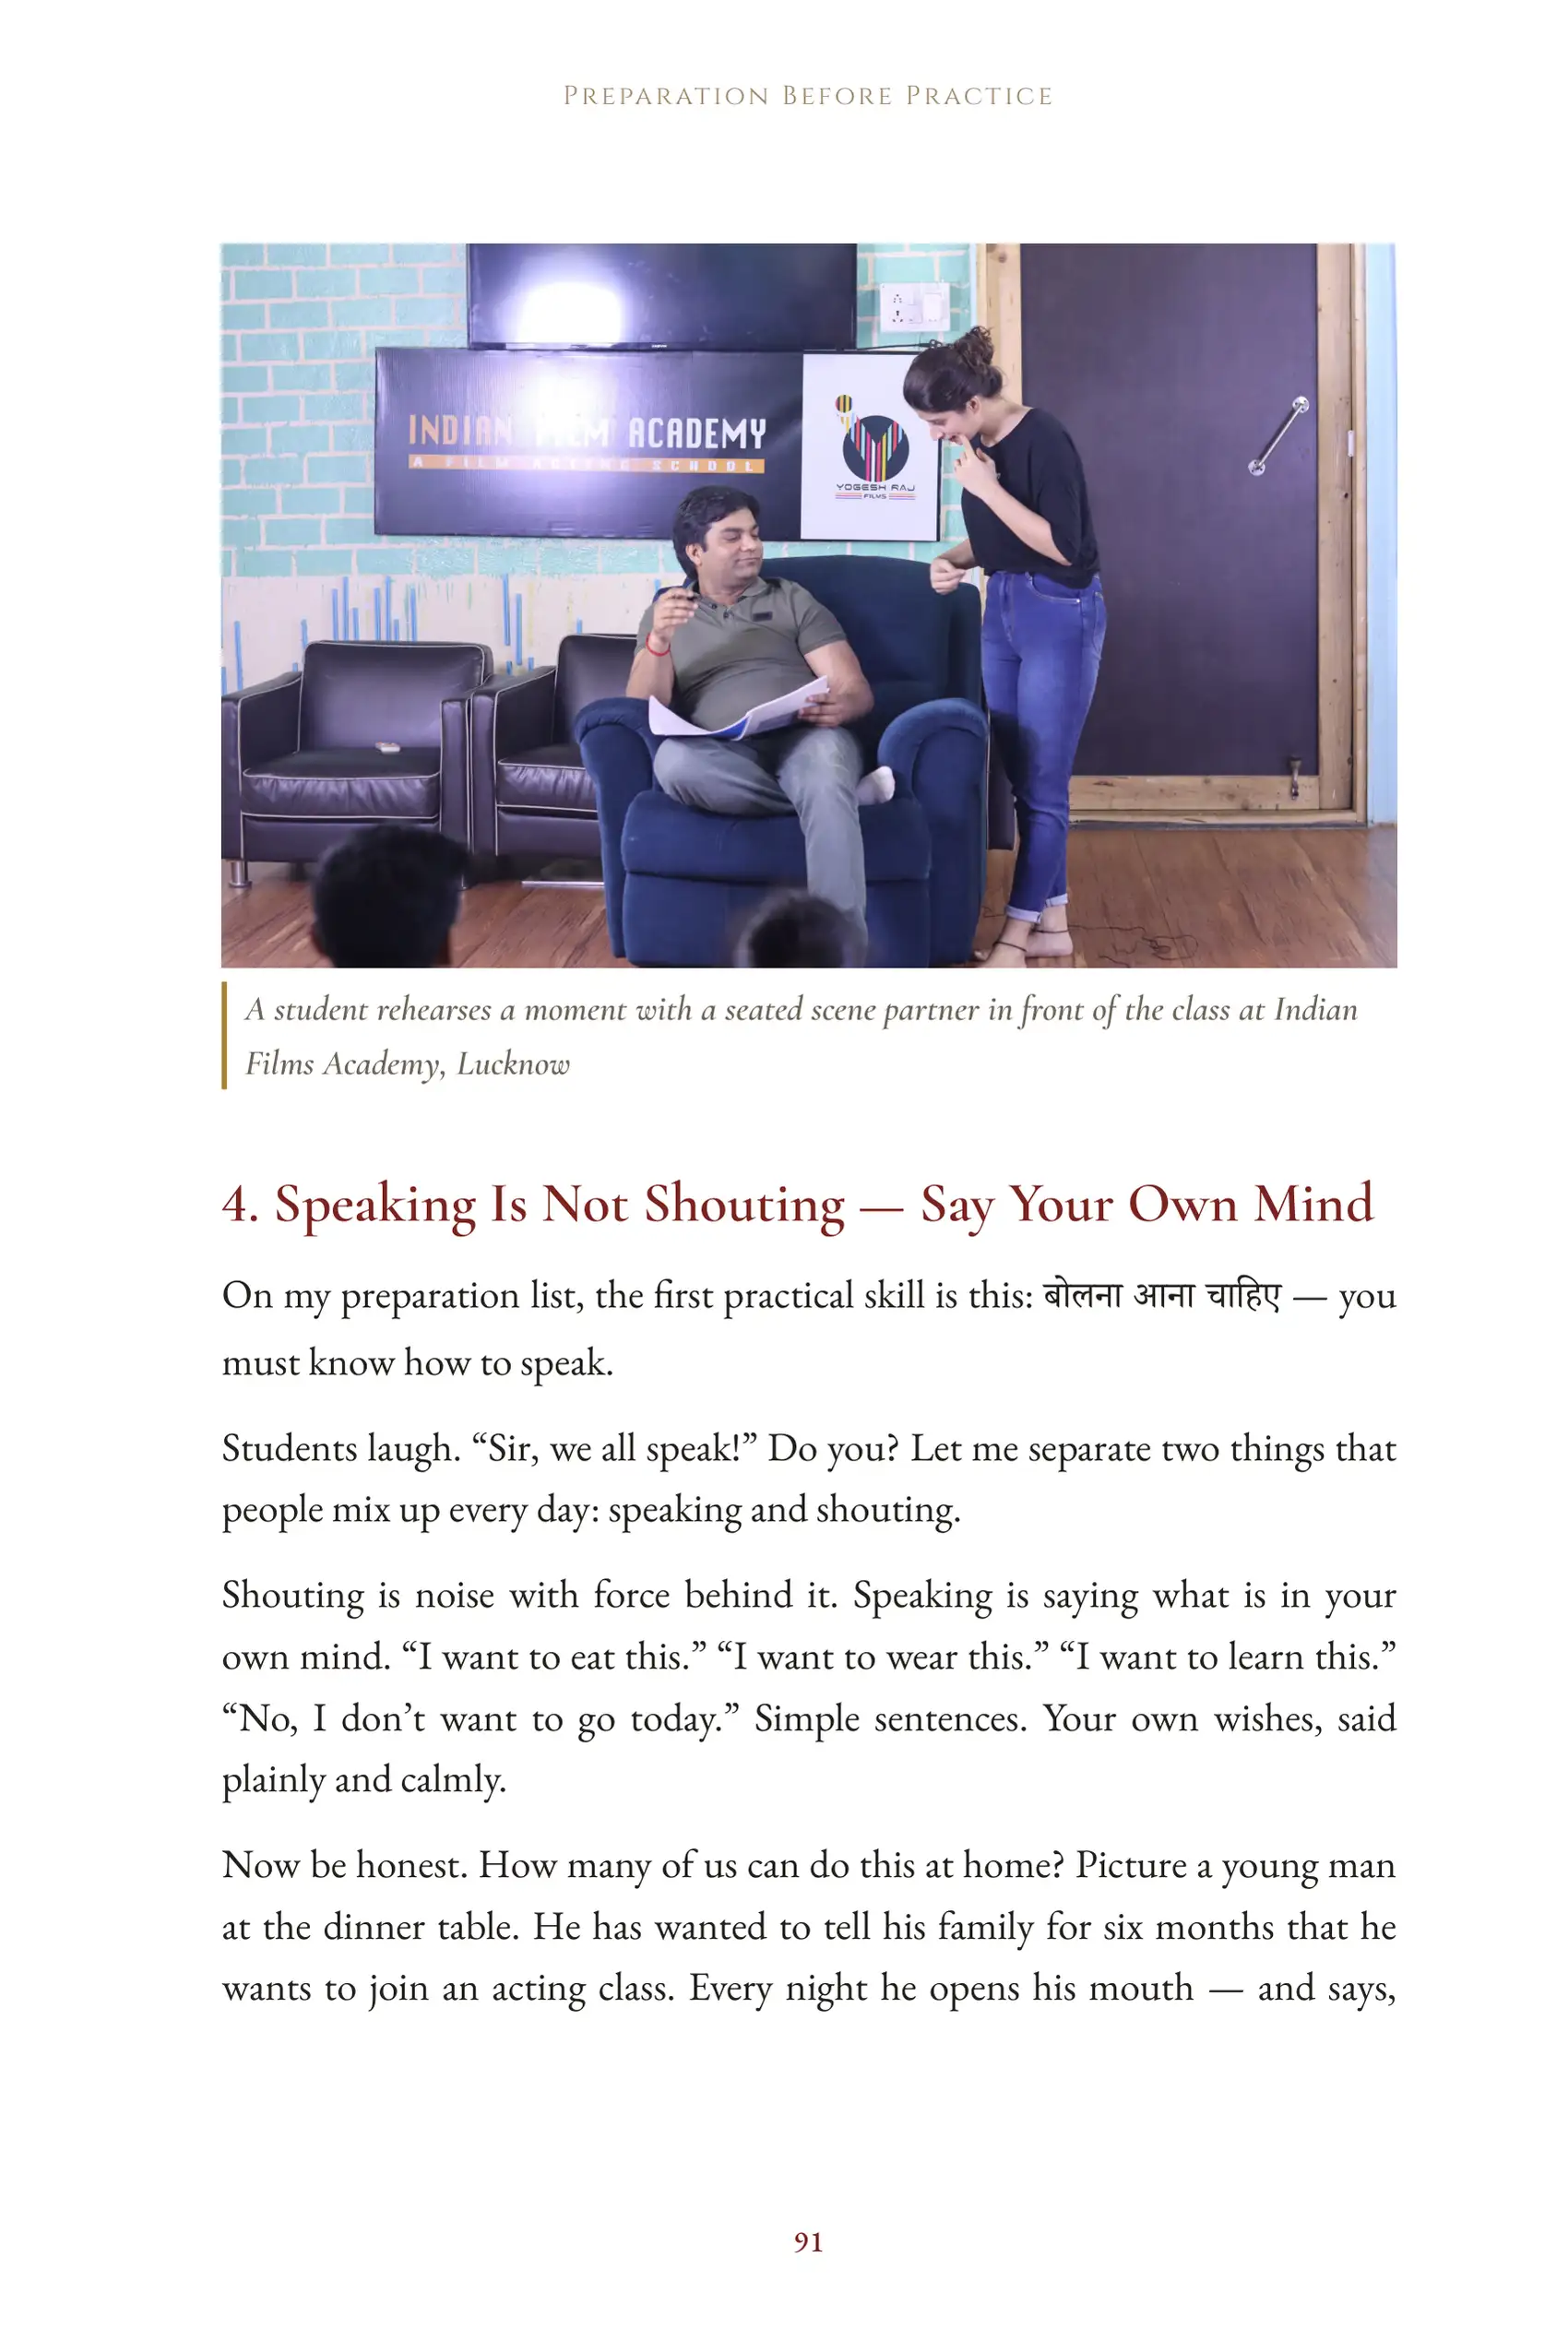 Preparation Before Practice
INDIAN FILM ACADEMY
A FILM ACTING SCHOOL
YOGESH RAJ
FILMS
A student rehearses a moment with a seated scene partner in front of the class at Indian
Films Academy, Lucknow
4. Speaking Is Not Shouting — Say Your Own Mind
On my preparation list, the first practical skill is this: बोलना आना चाहिए — you
must know how to speak.
Students laugh. “Sir, we all speak!” Do you? Let me separate two things that
people mix up every day: speaking and shouting.
Shouting is noise with force behind it. Speaking is saying what is in your
own mind. “I want to eat this.” “I want to wear this.” “I want to learn this.”
“No, I don’t want to go today.” Simple sentences. Your own wishes, said
plainly and calmly.
Now be honest. How many of us can do this at home? Picture a young man
at the dinner table. He has wanted to tell his family for six months that he
wants to join an acting class. Every night he opens his mouth — and says,
91